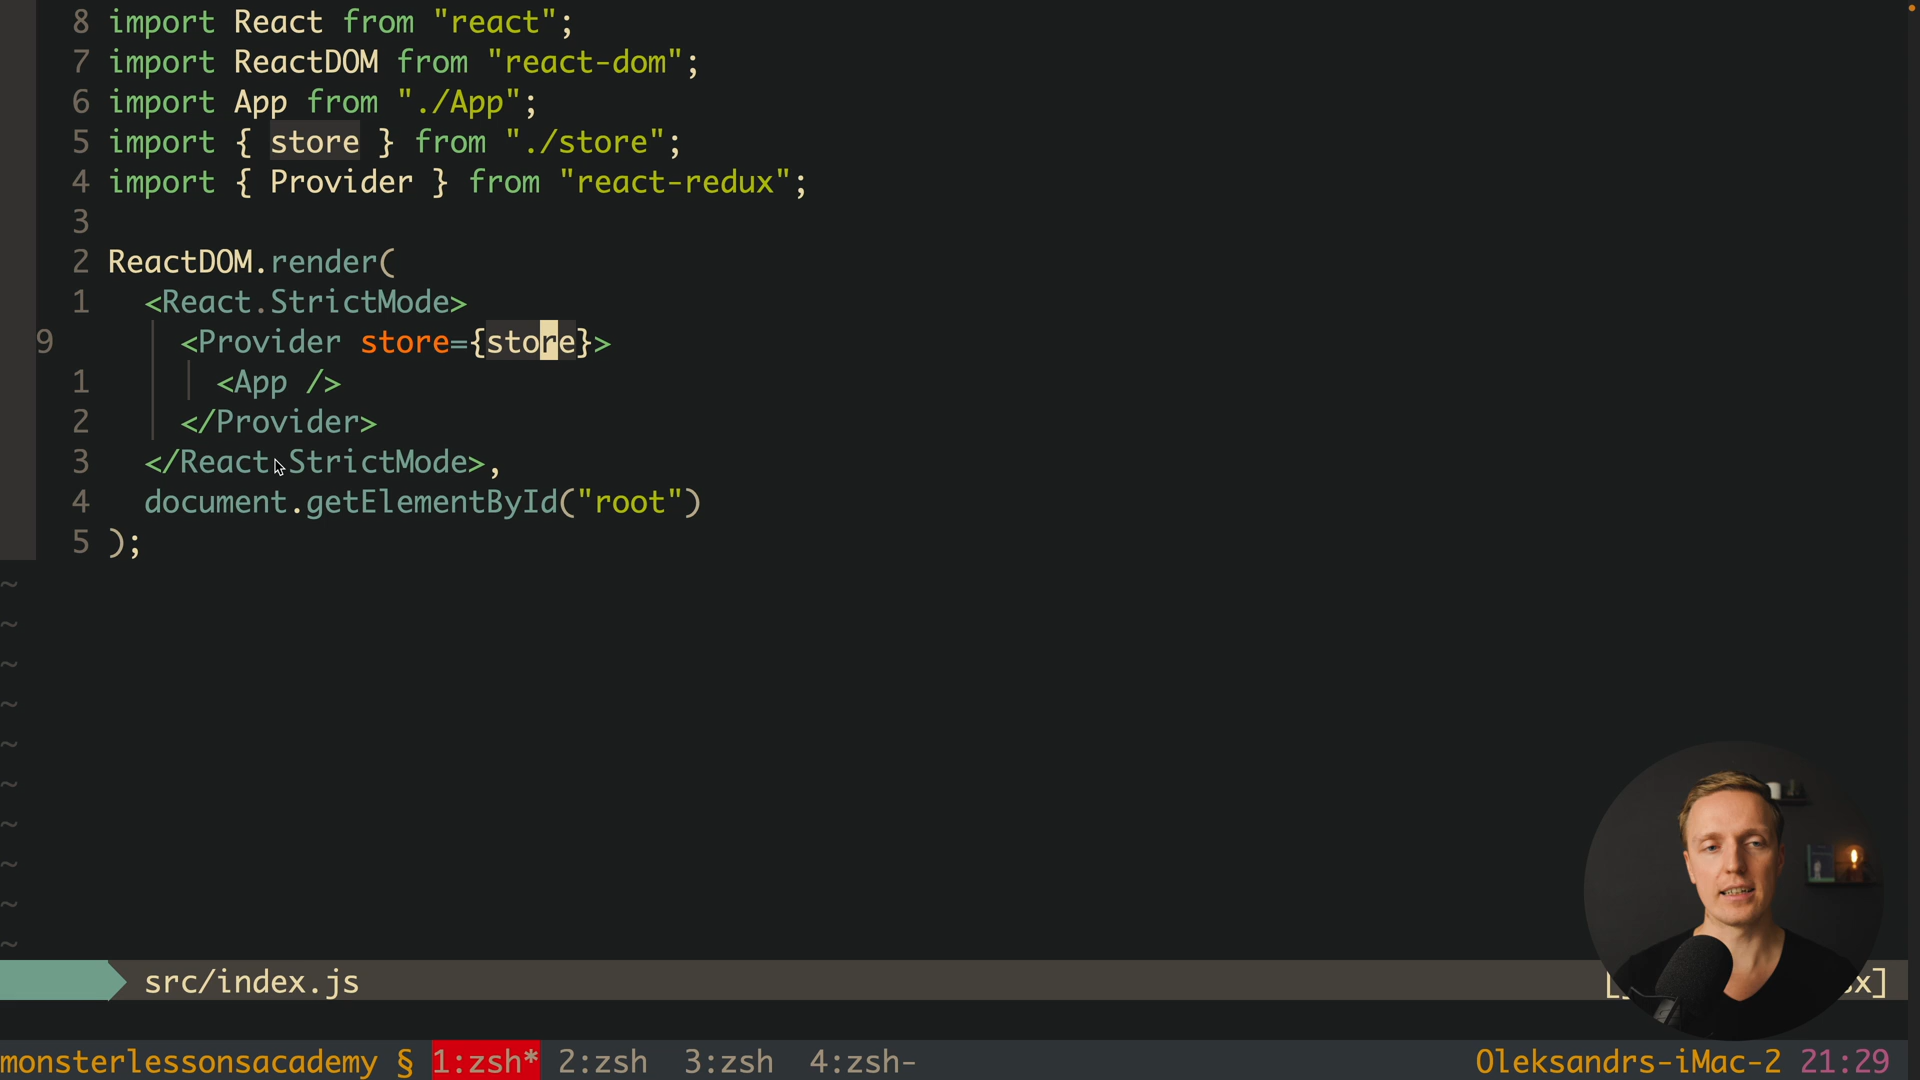 8 import React from "react";
7 import ReactDOM from "react-dom";
6 import App from "./App";
5 import { store } from "./store";
4 import { Provider } from "react-redux";
3
2 ReactDOM.render(
1   <React.StrictMode>
9     <Provider store={store}>
1       <App />
2     </Provider>
3   </React.StrictMode>,
4   document.getElementById("root")
5 );
~
~
~
~
~
~
~
~
~
~
src/index.js
monsterlessonsacademy § 1:zsh* 2:zsh 3:zsh 4:zsh- Oleksandrs-iMac-2 21:29